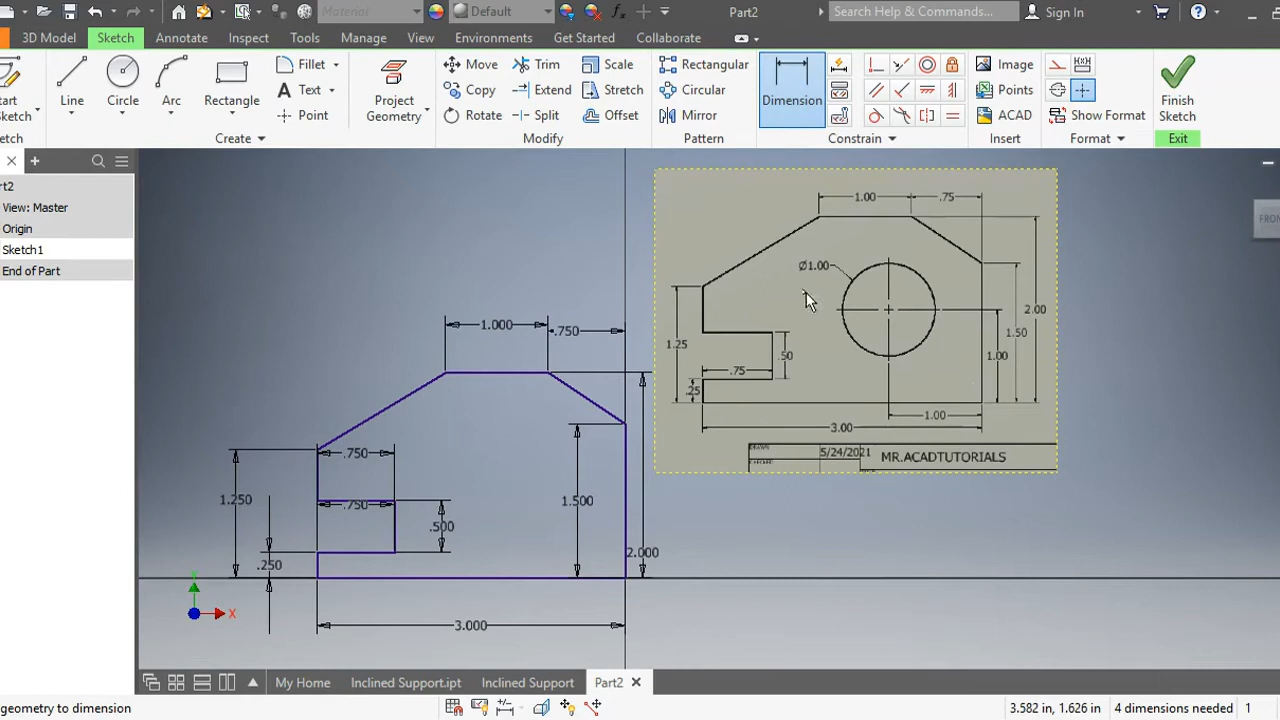 Material
Default
fx
Part2
Search Help & Commands...
Sign In
3D Model Sketch Annotate Inspect Tools Manage View Environments Get Started Collaborate
Line
Circle
Arc
Rectangle
Fillet
Text
Point
Project
Geometry
Move
Copy
Rotate
Trim
Extend
Split
Scale
Stretch
Offset
Rectangular
Circular
Mirror
Dimension
Image
Points
ACAD
Show Format
Finish
Sketch
Create
Modify
Pattern
Constrain
Insert
Format
Exit
View: Master
Origin
Sketch1
End of Part
1.00 .75
Ø1.00
1.25
.50
.75
.25
2.00
1.50
1.00
1.00
3.00
5/24/2021 MR.ACADTUTORIALS
1.000 .750
.750
1.250
.750
.500
1.500
.250
2.000
3.000
Y
X
My Home Inclined Support.ipt Inclined Support Part2
geometry to dimension
3.582 in, 1.626 in 4 dimensions needed 1